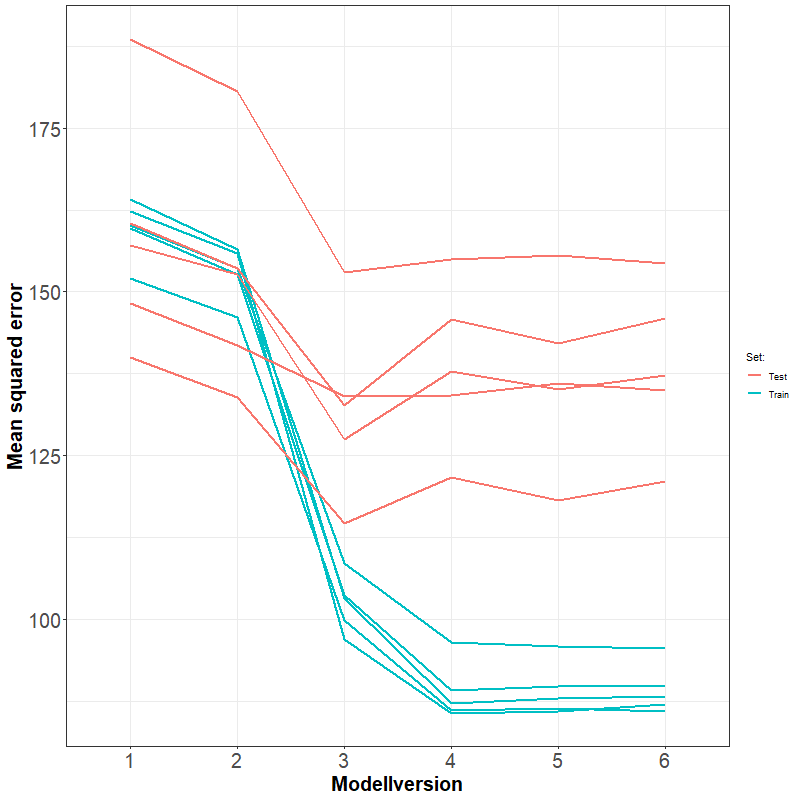 Mean squared error
175
150
125
100
1 2 3 4 5 6
Modellversion
Set:
Test
Train